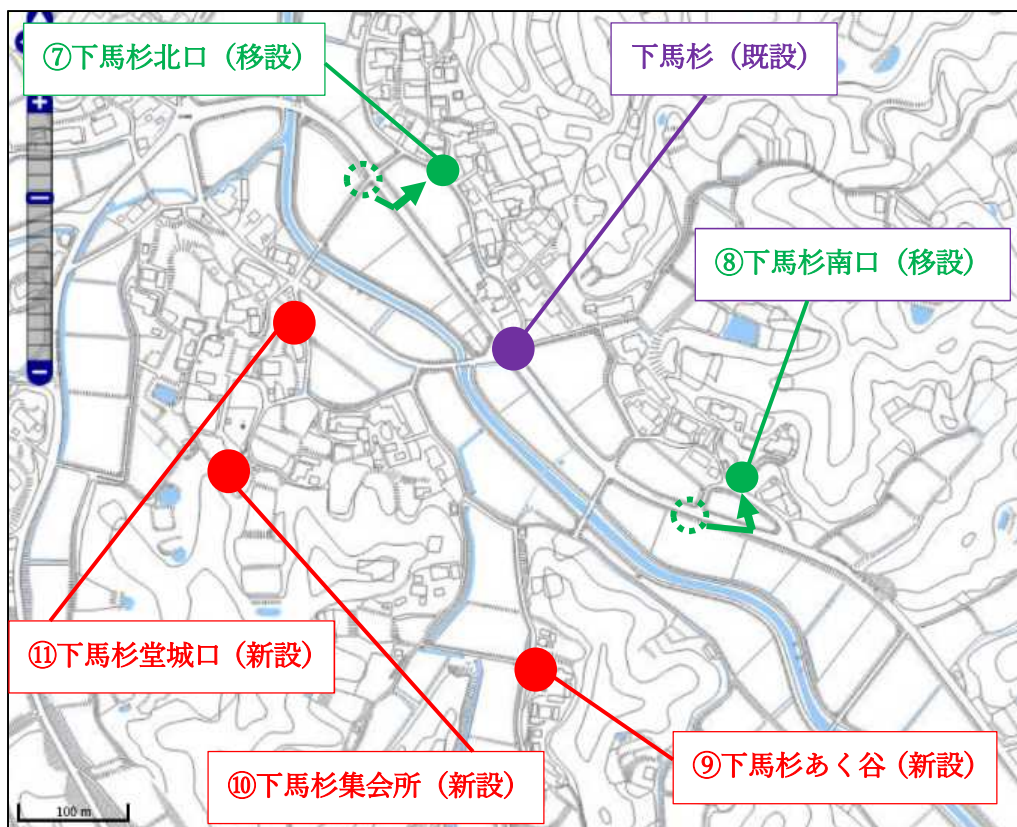 ⑦下馬杉北口（移設）
下馬杉（既設）
⑧下馬杉南口（移設）
⑪下馬杉堂城口（新設）
⑩下馬杉集会所（新設）
⑨下馬杉あく谷（新設）
100 m